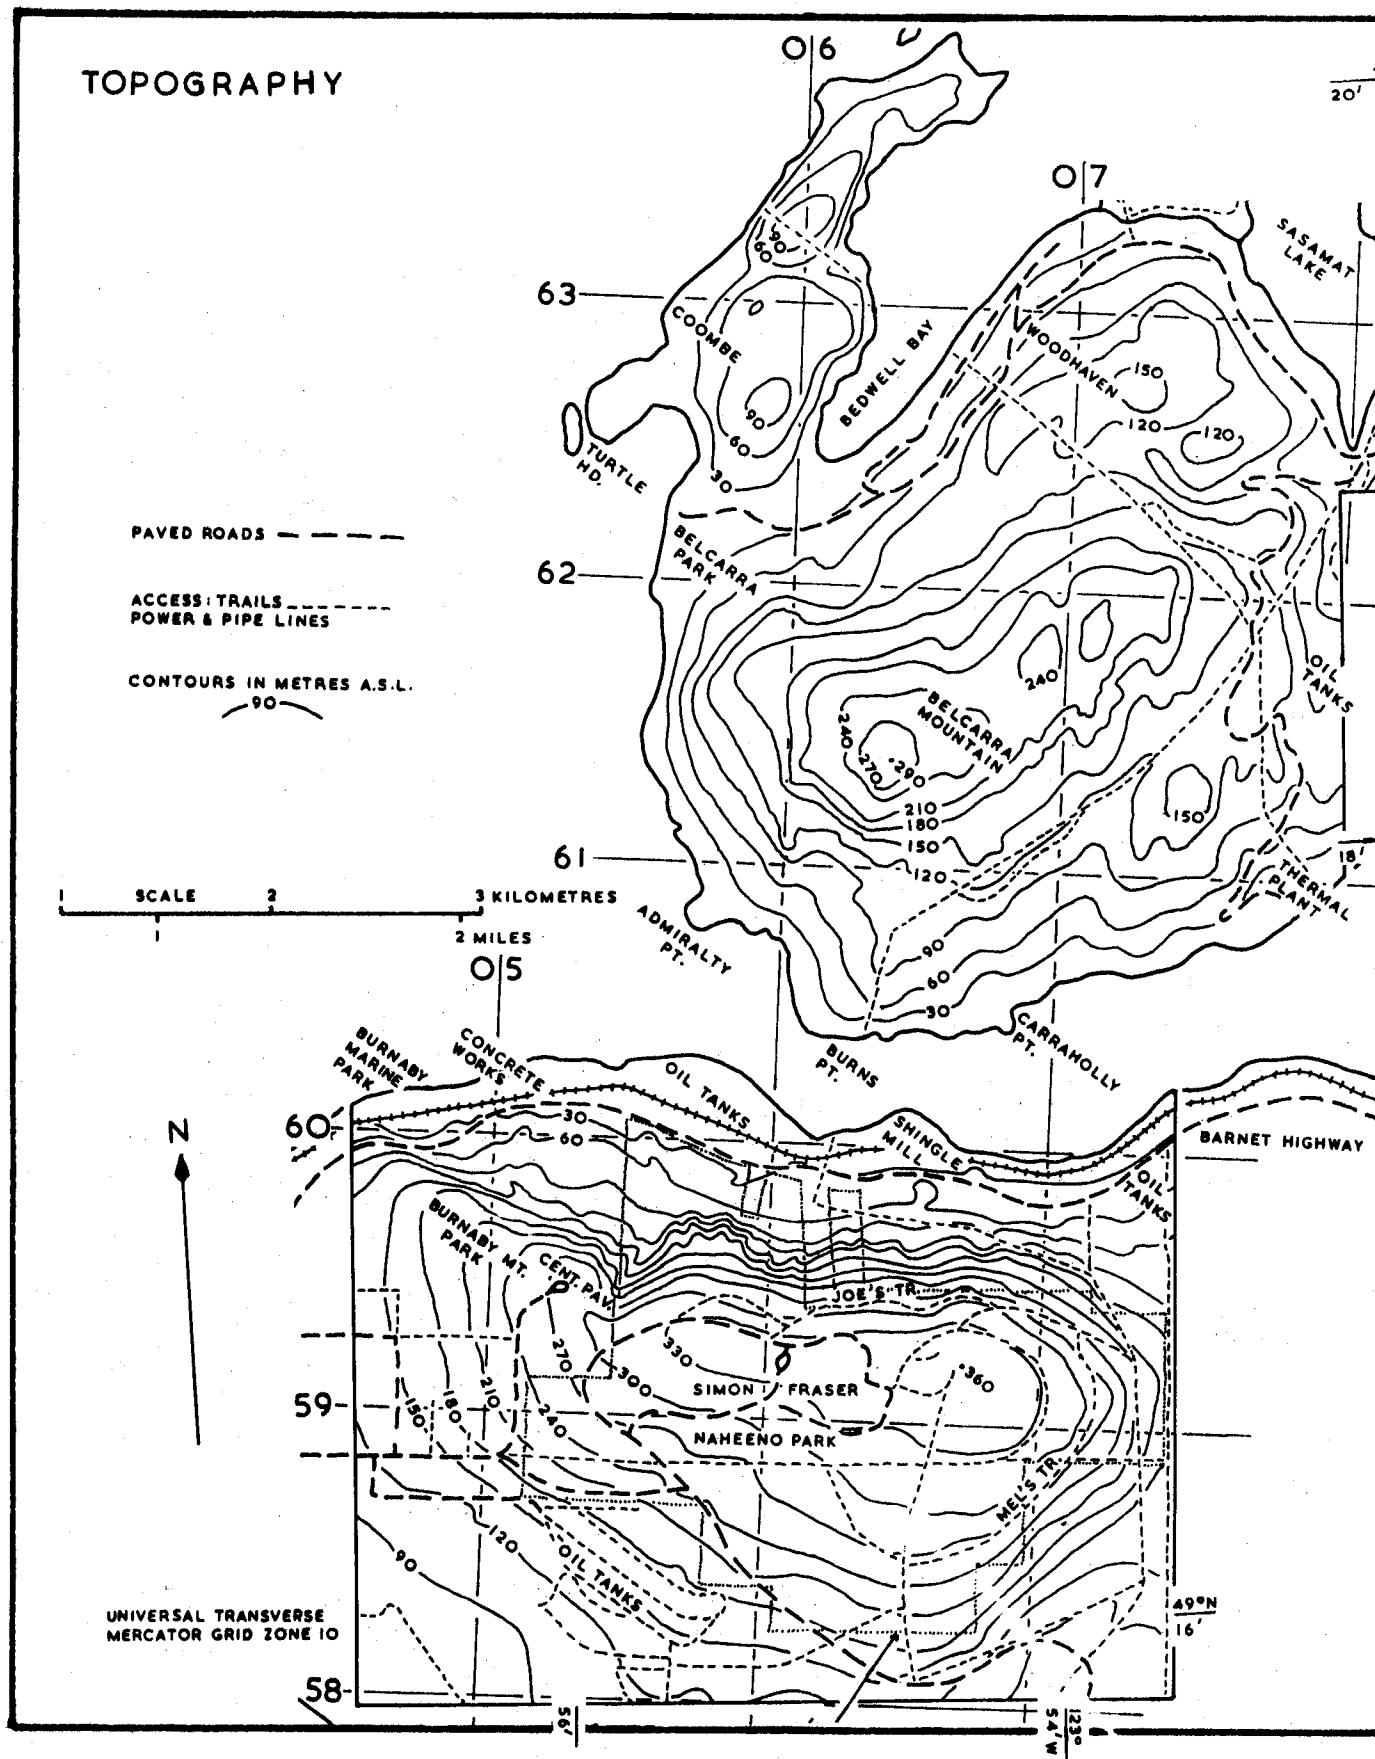 TOPOGRAPHY
06
20'
07
SASAMAT
LAKE
90
60
63
COOMBE
BEDWELL BAY
WOODHAVEN
150
90
120
120
60
TURTLE
HD.
30
PAVED ROADS
BELCARRA
PARK
62
ACCESS: TRAILS
POWER & PIPE LINES
OIL
TANKS
CONTOURS IN METRES A.S.L.
90
240
BELCARRA
MOUNTAIN
240
270
.290
210
180
150
150
61
120
18'
THERMAL
PLANT
1 SCALE 2 3 KILOMETRES
1 2 MILES
ADMIRALTY
PT.
90
60
30
05
CARRAHOLLY
PT.
BURNABY
MARINE
PARK
CONCRETE
WORKS
OIL TANKS
BURNS
PT.
N
60
30
60
SHINGLE
MILL
BARNET HIGHWAY
OIL
TANKS
BURNABY MT.
PARK
CENT. PAV.
JOE'S TR.
270
330
300
SIMON FRASER
.360
59
150
180
210
240
NAHEENO PARK
MEL'S TR.
90
120
OIL TANKS
UNIVERSAL TRANSVERSE
MERCATOR GRID ZONE 10
49°N
16'
58
56'
123°
54'W